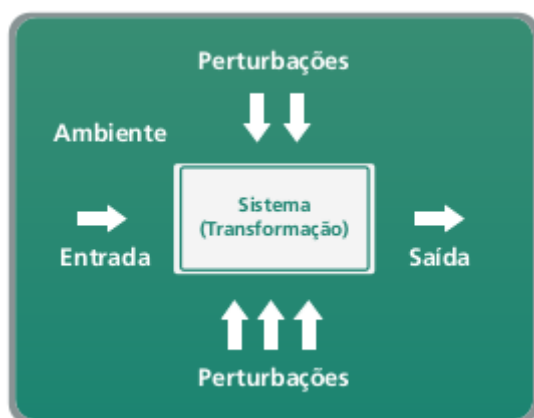 Perturbações
Ambiente
Sistema
(Transformação)
Entrada
Saída
Perturbações